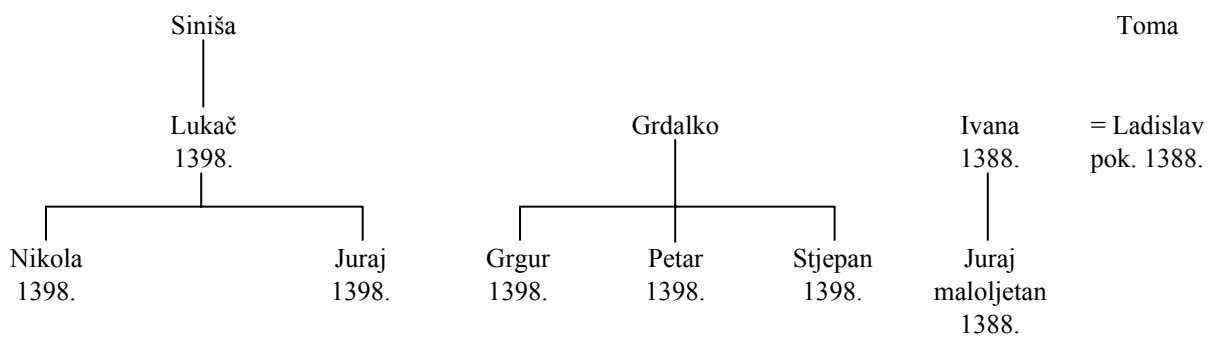 Siniša Toma
Lukač Grdalko Ivana = Ladislav
1398. 1388. pok. 1388.
Nikola Juraj Grgur Petar Stjepan Juraj
1398. 1398. 1398. 1398. 1398. maloljetan
1388.